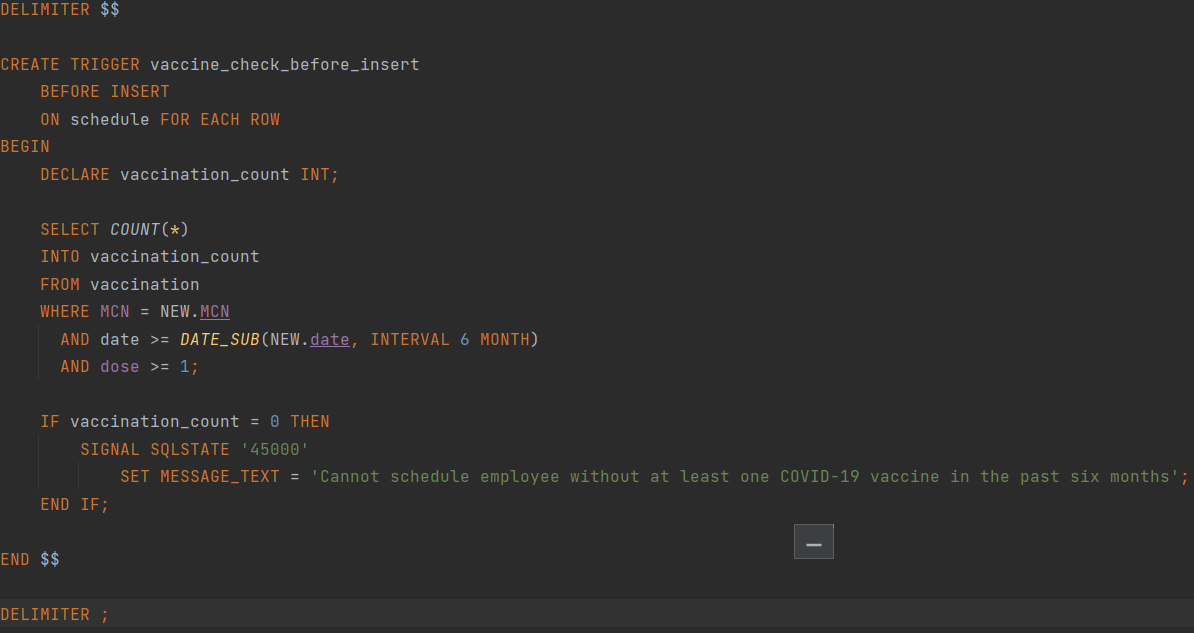 DELIMITER $$
CREATE TRIGGER vaccine_check_before_insert
BEFORE INSERT
ON schedule FOR EACH ROW
BEGIN
DECLARE vaccination_count INT;
SELECT COUNT(*)
INTO vaccination_count
FROM vaccination
WHERE MCN = NEW.MCN
AND date >= DATE_SUB(NEW.date, INTERVAL 6 MONTH)
AND dose >= 1;
IF vaccination_count = 0 THEN
SIGNAL SQLSTATE '45000'
SET MESSAGE_TEXT = 'Cannot schedule employee without at least one COVID-19 vaccine in the past six months';
END IF;
END $$
DELIMITER ;